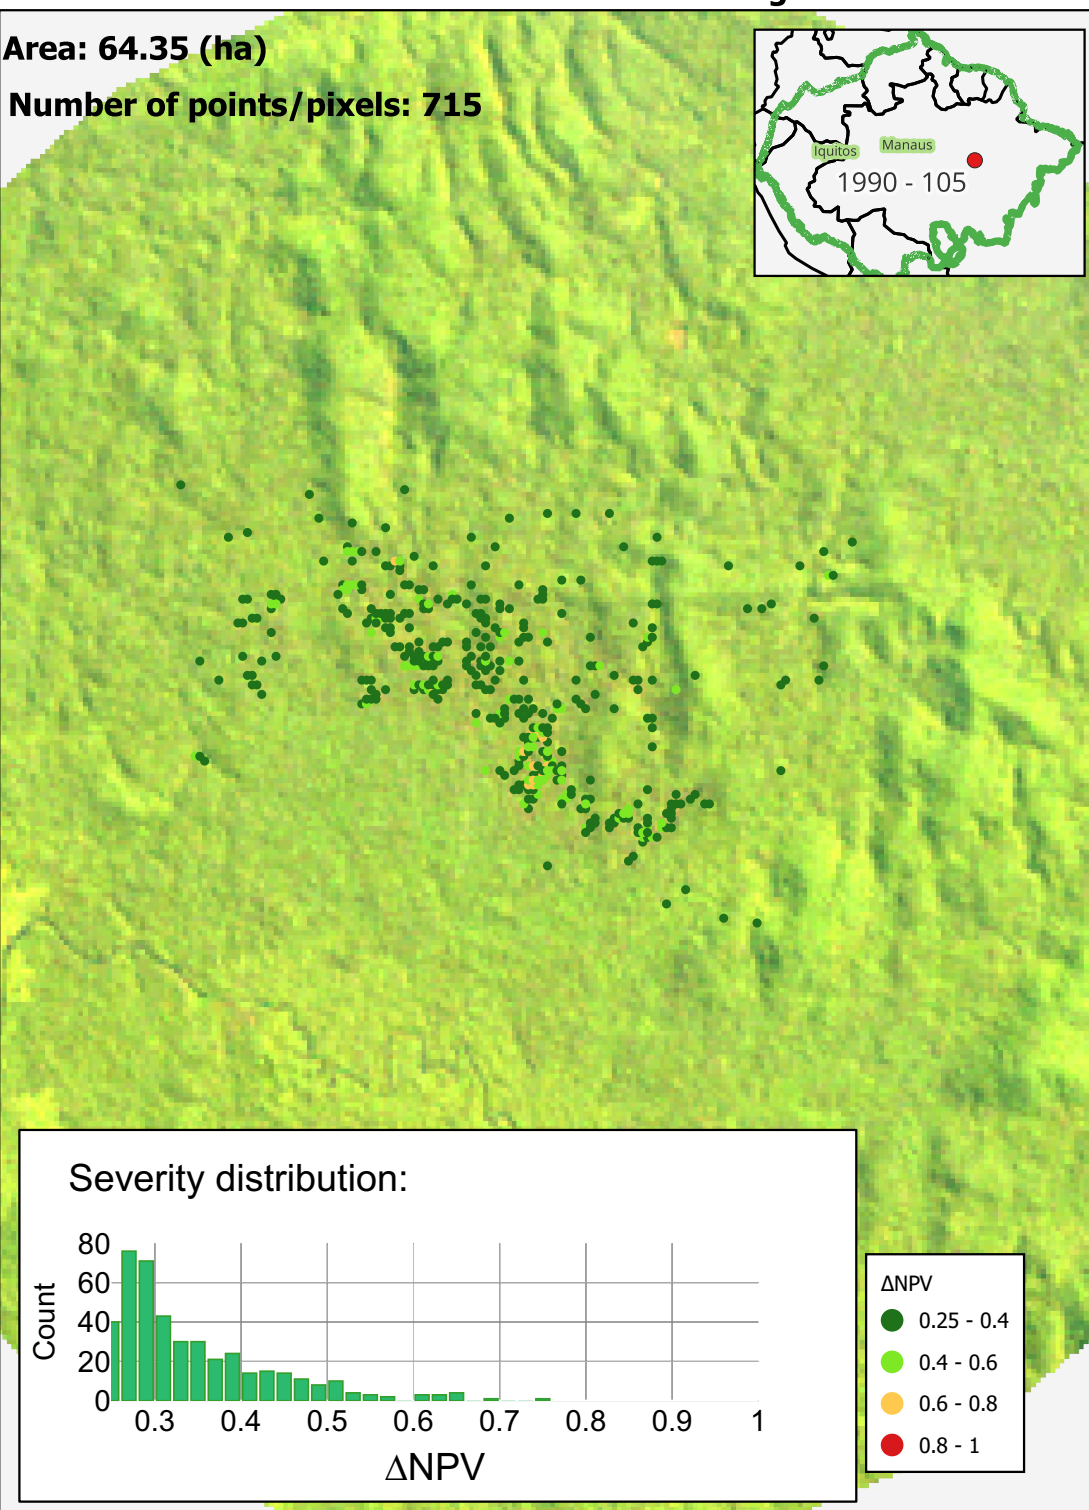 Area: 64.35 (ha)
Number of points/pixels: 715
Iquitos
Manaus
1990 - 105
Severity distribution:
80
60
40
20
0
Count
0.3 0.4 0.5 0.6 0.7 0.8 0.9 1
ΔNPV
ΔNPV
0.25 - 0.4
0.4 - 0.6
0.6 - 0.8
0.8 - 1